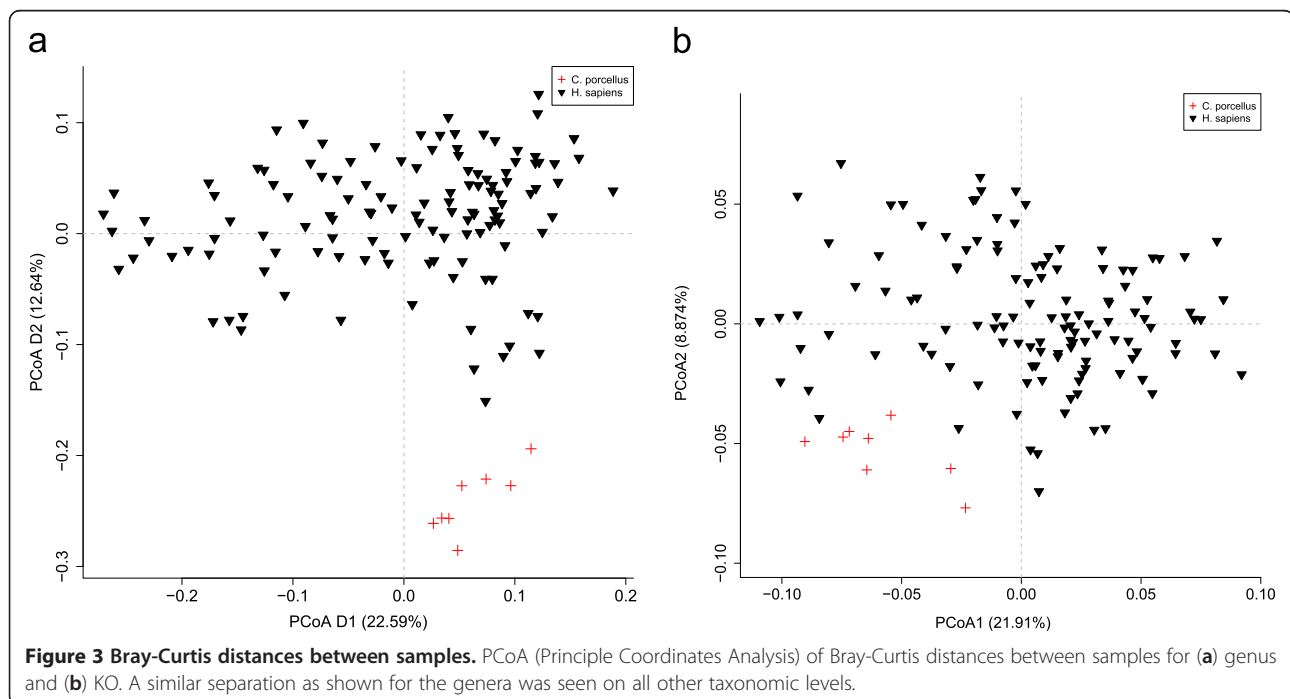 a
C. porcellus
H. sapiens
0.1
0.0
−0.1
−0.2
−0.3
PCoA D2 (12.64%)
−0.2
−0.1
0.0
0.1
0.2
PCoA D1 (22.59%)
b
C. porcellus
H. sapiens
0.05
0.00
−0.05
−0.10
PCoA2 (8.874%)
−0.10
−0.05
0.00
0.05
0.10
PCoA1 (21.91%)
Figure 3 Bray-Curtis distances between samples. PCoA (Principle Coordinates Analysis) of Bray-Curtis distances between samples for (a) genus
and (b) KO. A similar separation as shown for the genera was seen on all other taxonomic levels.